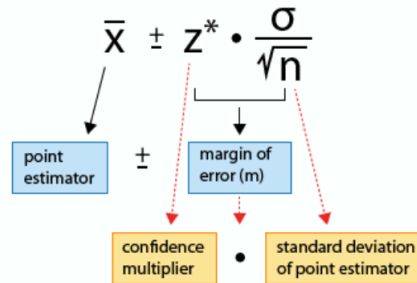 x̄ ± z* • σ/√n
point estimator ± margin of error (m)
confidence multiplier • standard deviation of point estimator